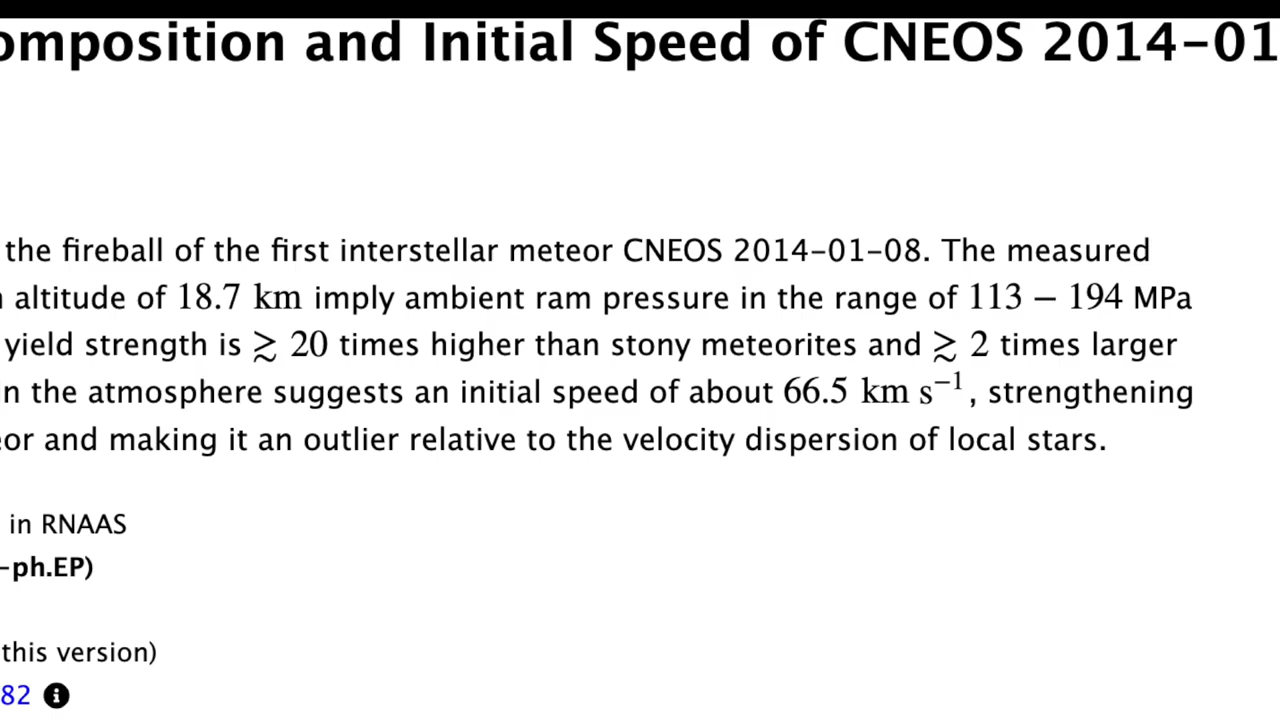 omposition and Initial Speed of CNEOS 2014-01
the fireball of the first interstellar meteor CNEOS 2014-01-08. The measured
altitude of 18.7 km imply ambient ram pressure in the range of 113 – 194 MPa
yield strength is ≳ 20 times higher than stony meteorites and ≳ 2 times larger
n the atmosphere suggests an initial speed of about 66.5 km s⁻¹, strengthening
eor and making it an outlier relative to the velocity dispersion of local stars.
in RNAAS
-ph.EP)
this version)
82